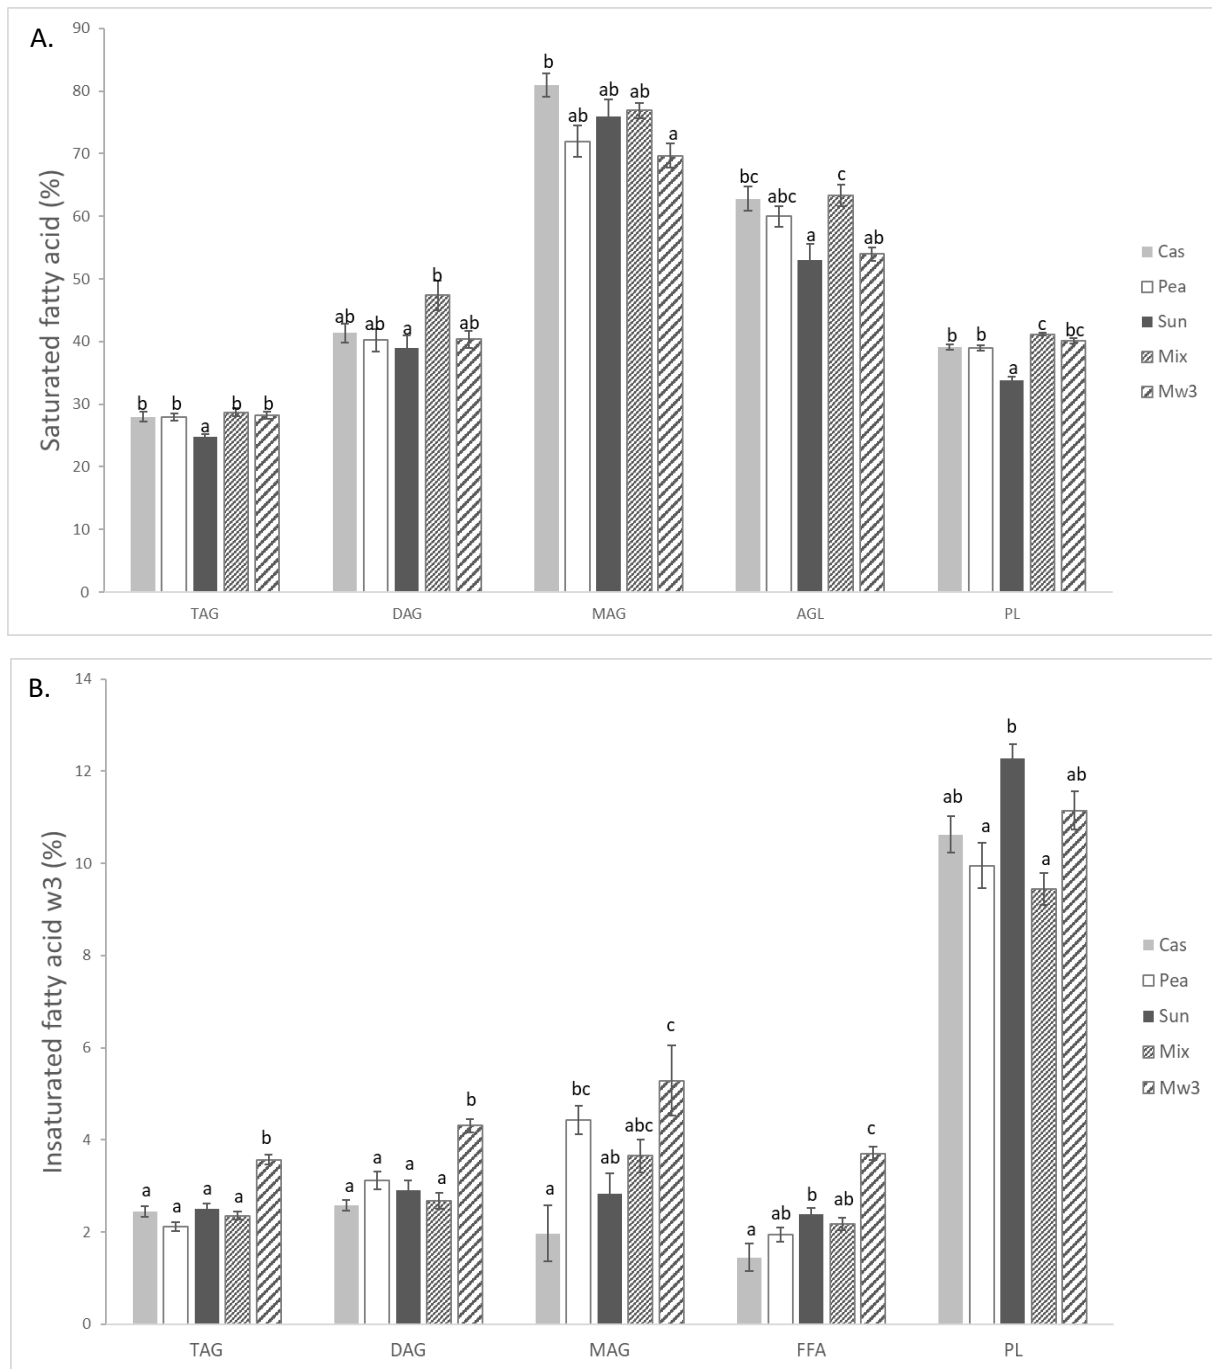 A.
Saturated fatty acid (%)
90
80
70
60
50
40
30
20
10
0
b b a b b
ab ab a b ab
b ab ab ab a
bc abc a c ab
b b a c bc
TAG DAG MAG AGL PL
Cas
Pea
Sun
Mix
Mw3
B.
Insaturated fatty acid w3 (%)
14
12
10
8
6
4
2
0
a a a a b
a a a a b
a bc ab abc c
a ab b ab c
ab a b a ab
TAG DAG MAG FFA PL
Cas
Pea
Sun
Mix
Mw3